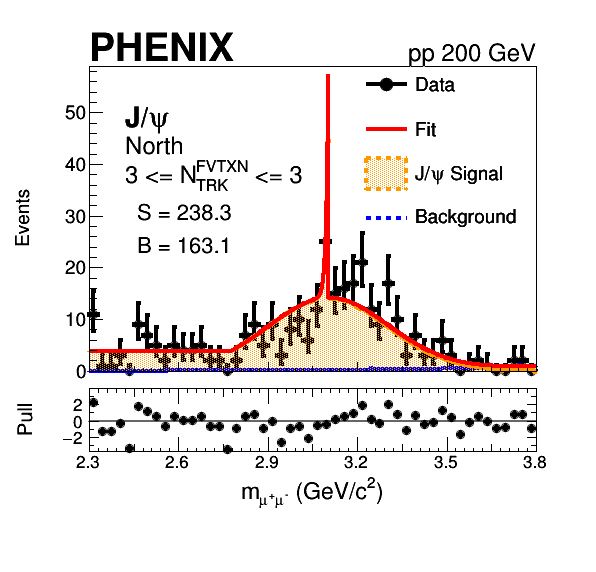 PHENIX pp 200 GeV
J/ψ
North
3 <= N^FVTXN_TRK <= 3
S = 238.3
B = 163.1
Data
Fit
J/ψ Signal
Background
Events
50
40
30
20
10
0
Pull
2
0
−2
2.3 2.6 2.9 3.2 3.5 3.8
m_μ⁺μ⁻ (GeV/c²)